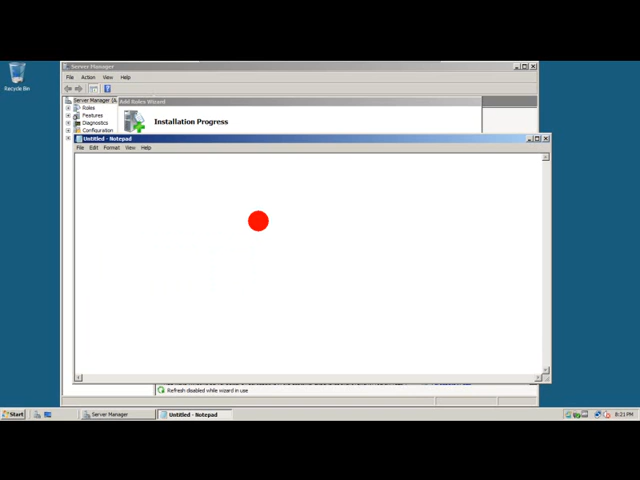 Recycle Bin
Server Manager
File Action View Help
Server Manager (A
Roles
Features
Diagnostics
Configuration
Add Roles Wizard
Installation Progress
Untitled - Notepad
File Edit Format View Help
Refresh disabled while wizard in use
Start
Server Manager
Untitled - Notepad
8:21 PM